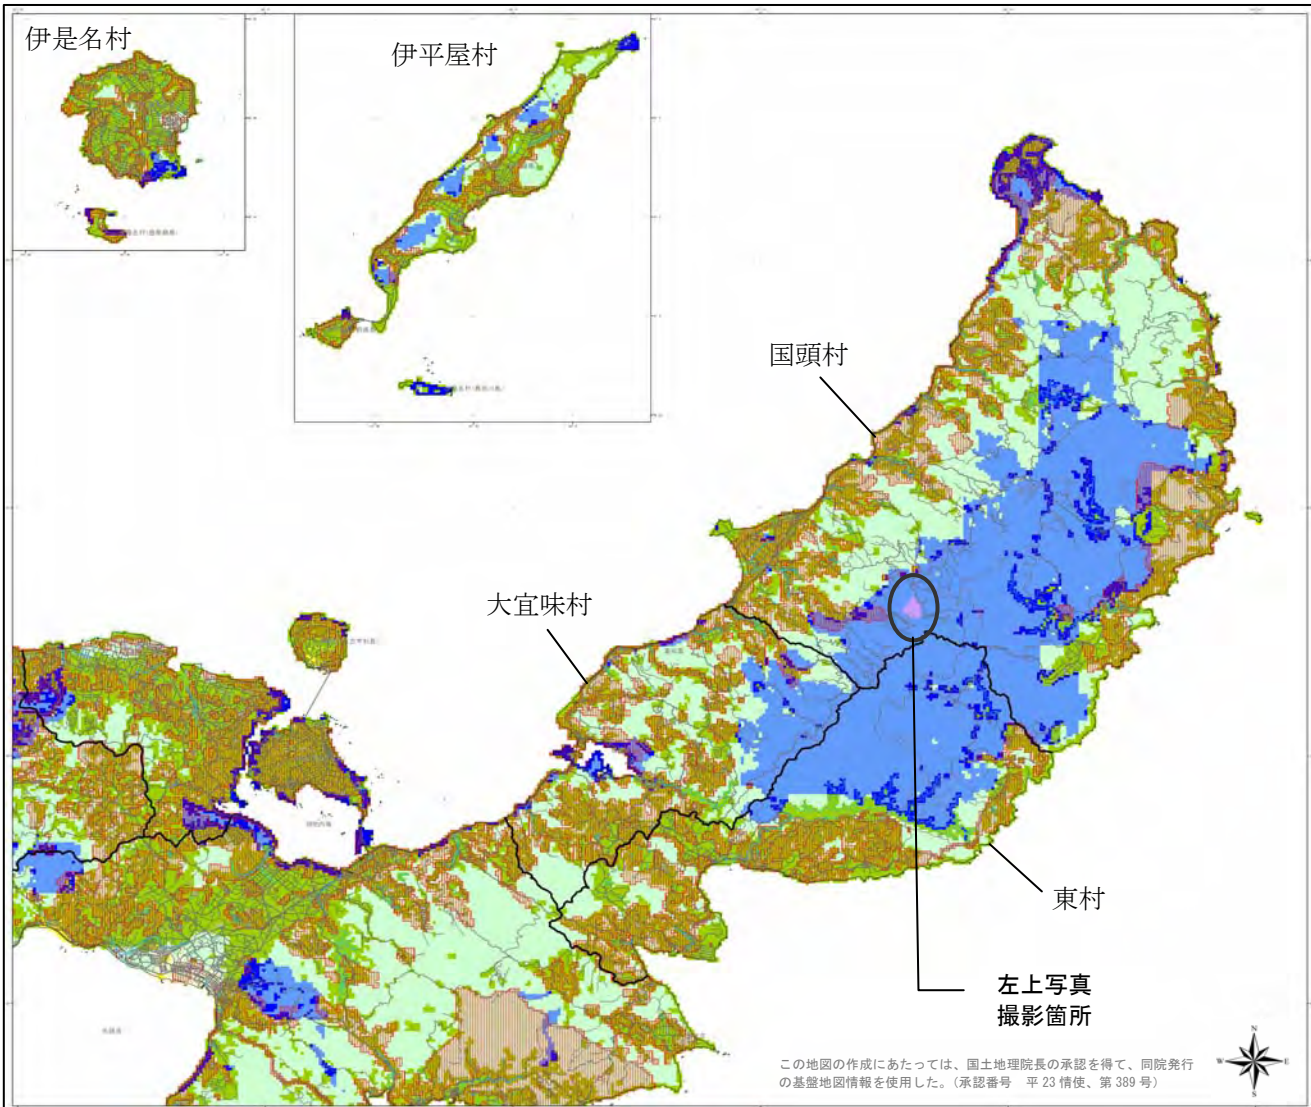 伊是名村
伊平屋村
国頭村
大宜味村
東村
左上写真
撮影箇所
この地図の作成にあたっては、国土地理院長の承認を得て、同院発行
の基盤地図情報を使用した。(承認番号 平 23 情使、第 389 号)
N
W
E
S